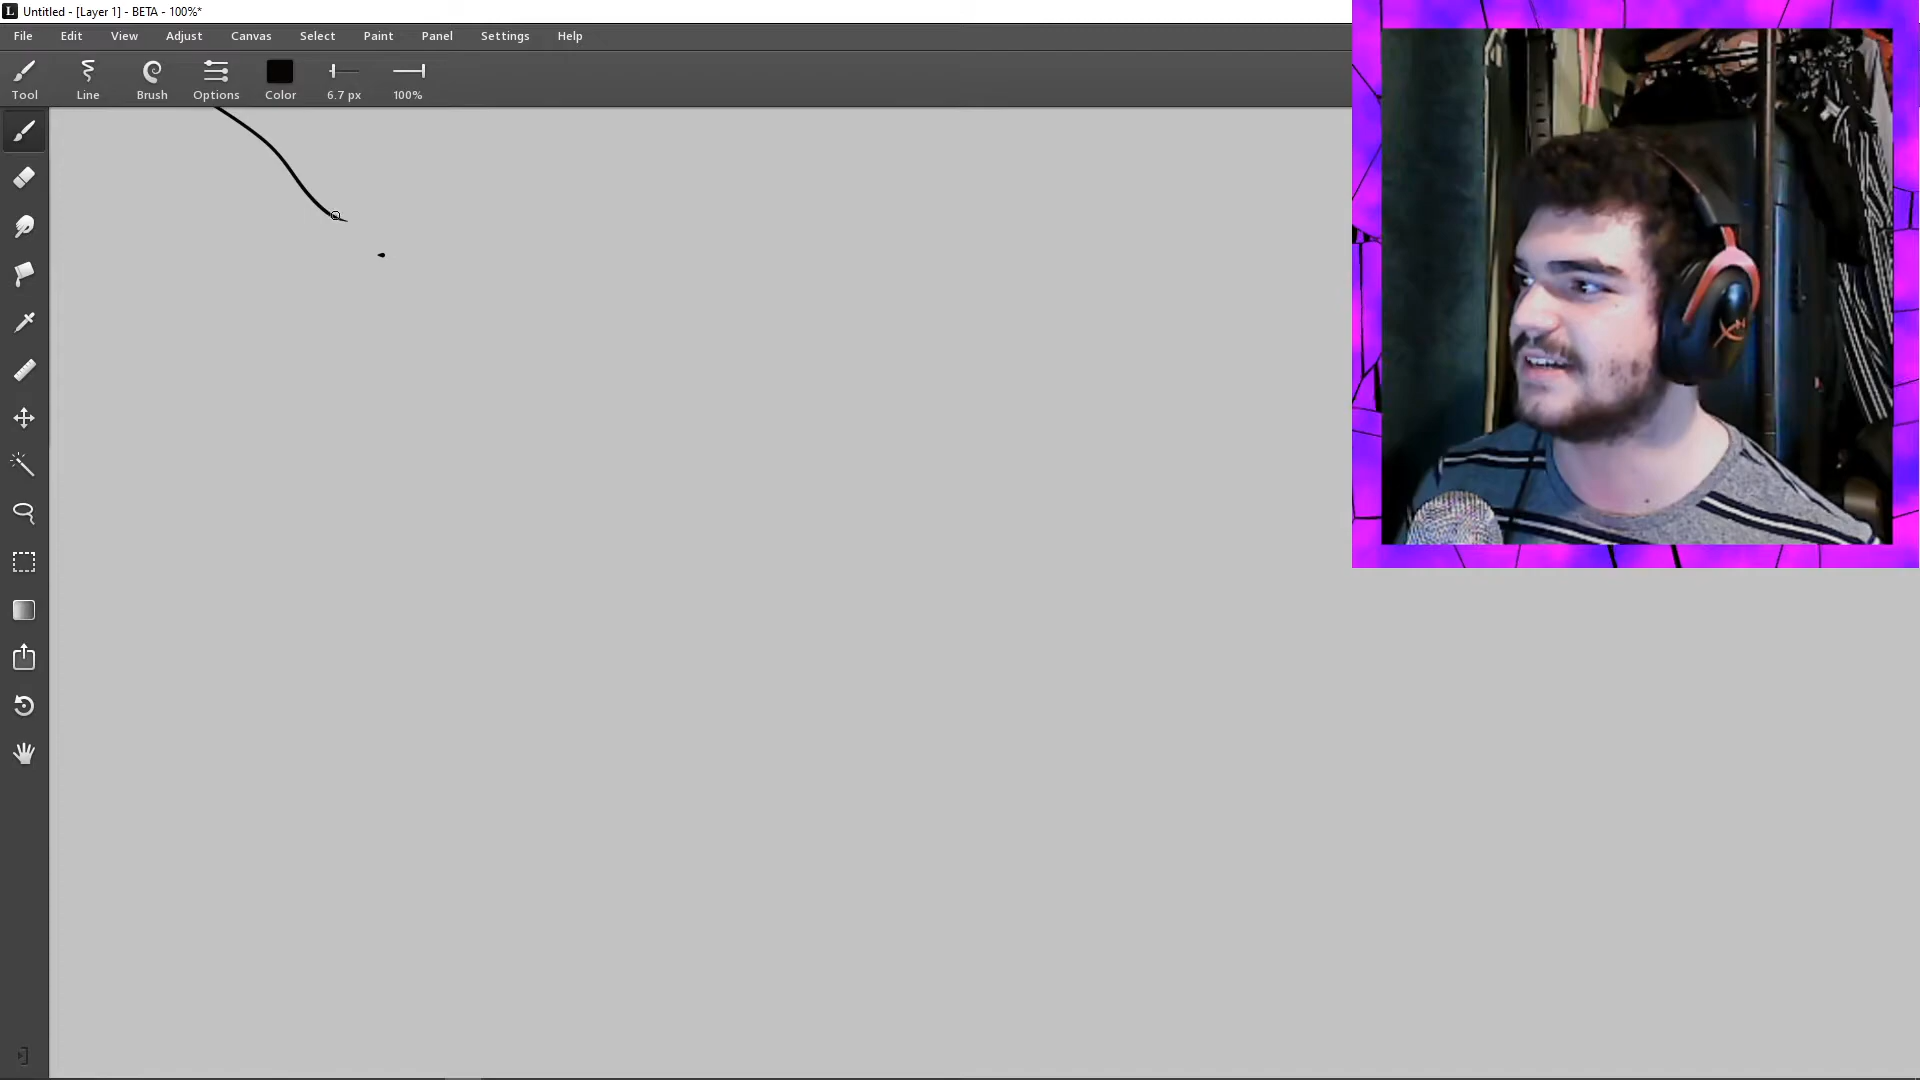 L Untitled - [Layer 1] - BETA - 100%*
File Edit View Adjust Canvas Select Paint Panel Settings Help
Tool Line Brush Options Color 6.7 px 100%